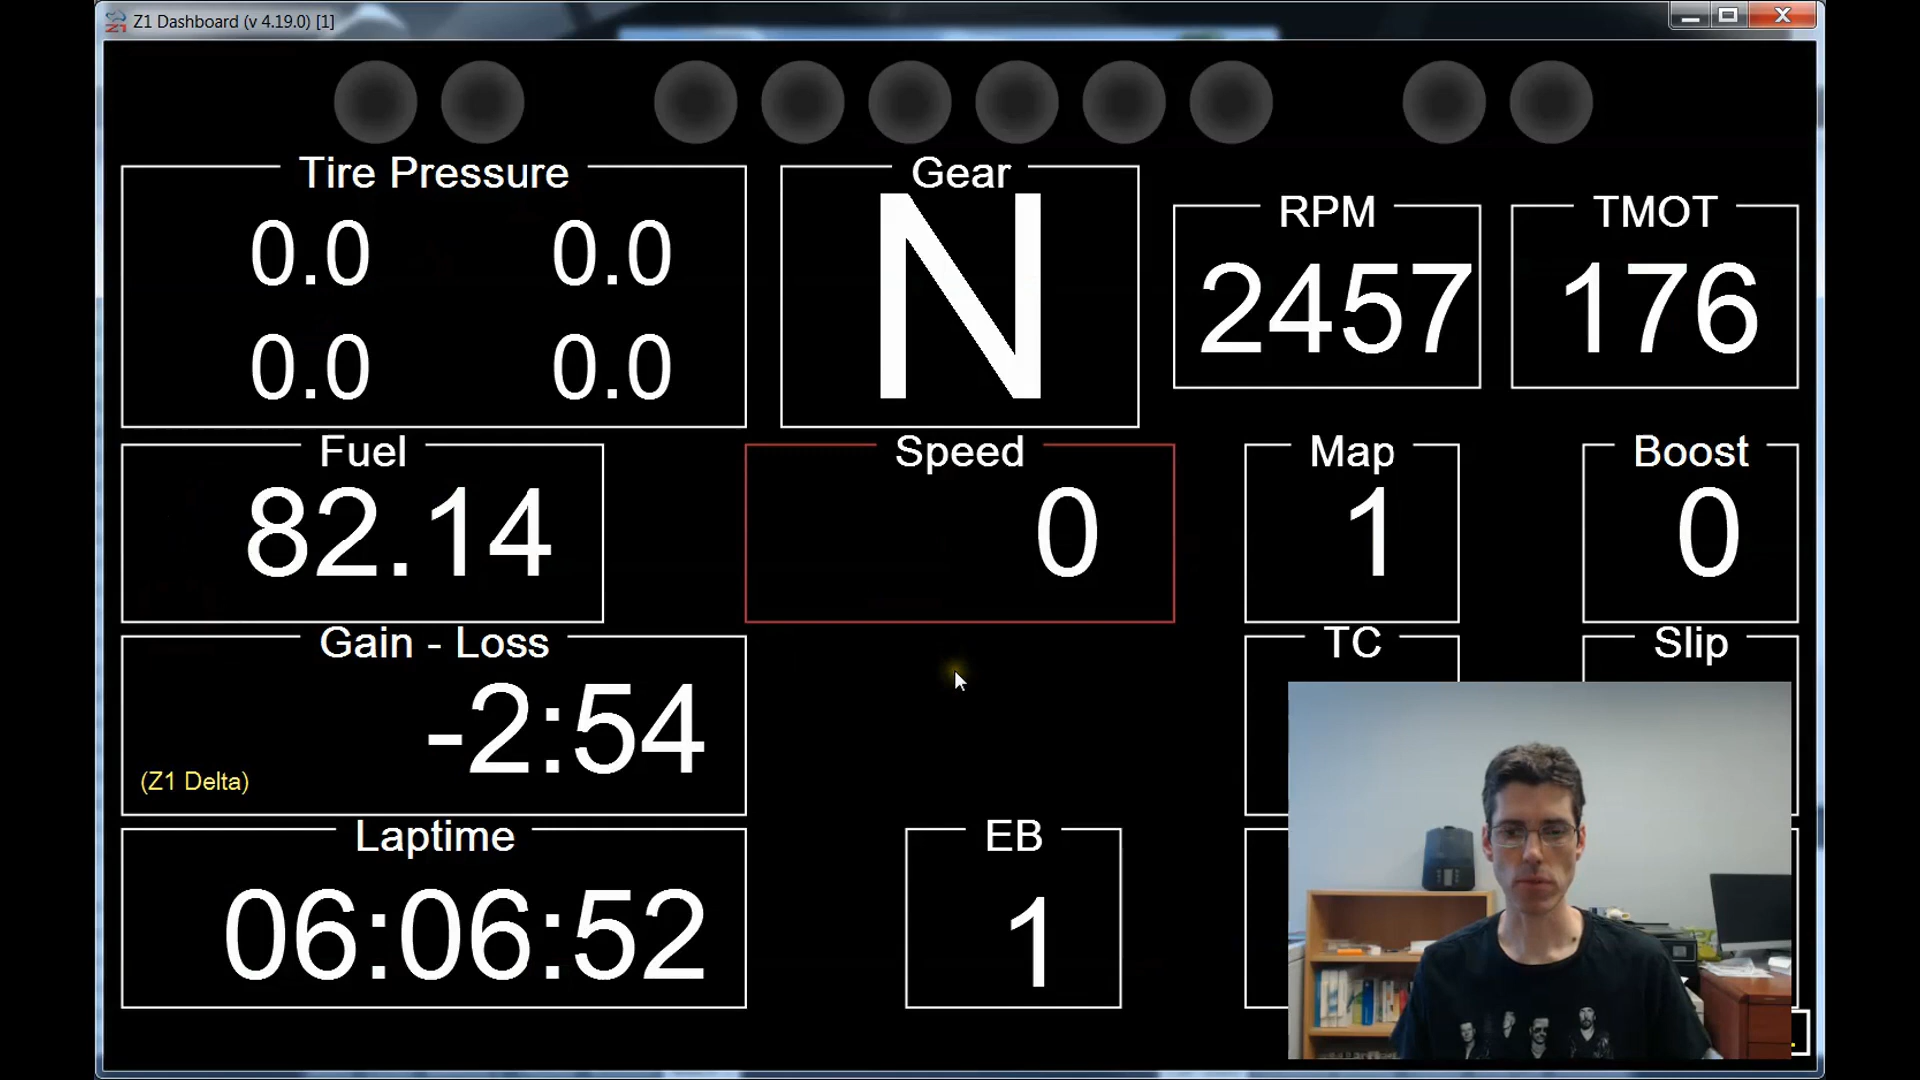 Z1 Dashboard (v 4.19.0) [1]
Tire Pressure
0.0 0.0
0.0 0.0
Gear
N
RPM
2457
TMOT
176
Fuel
82.14
Speed
0
Map
1
Boost
0
Gain - Loss
-2:54
(Z1 Delta)
TC
Slip
Laptime
06:06:52
EB
1